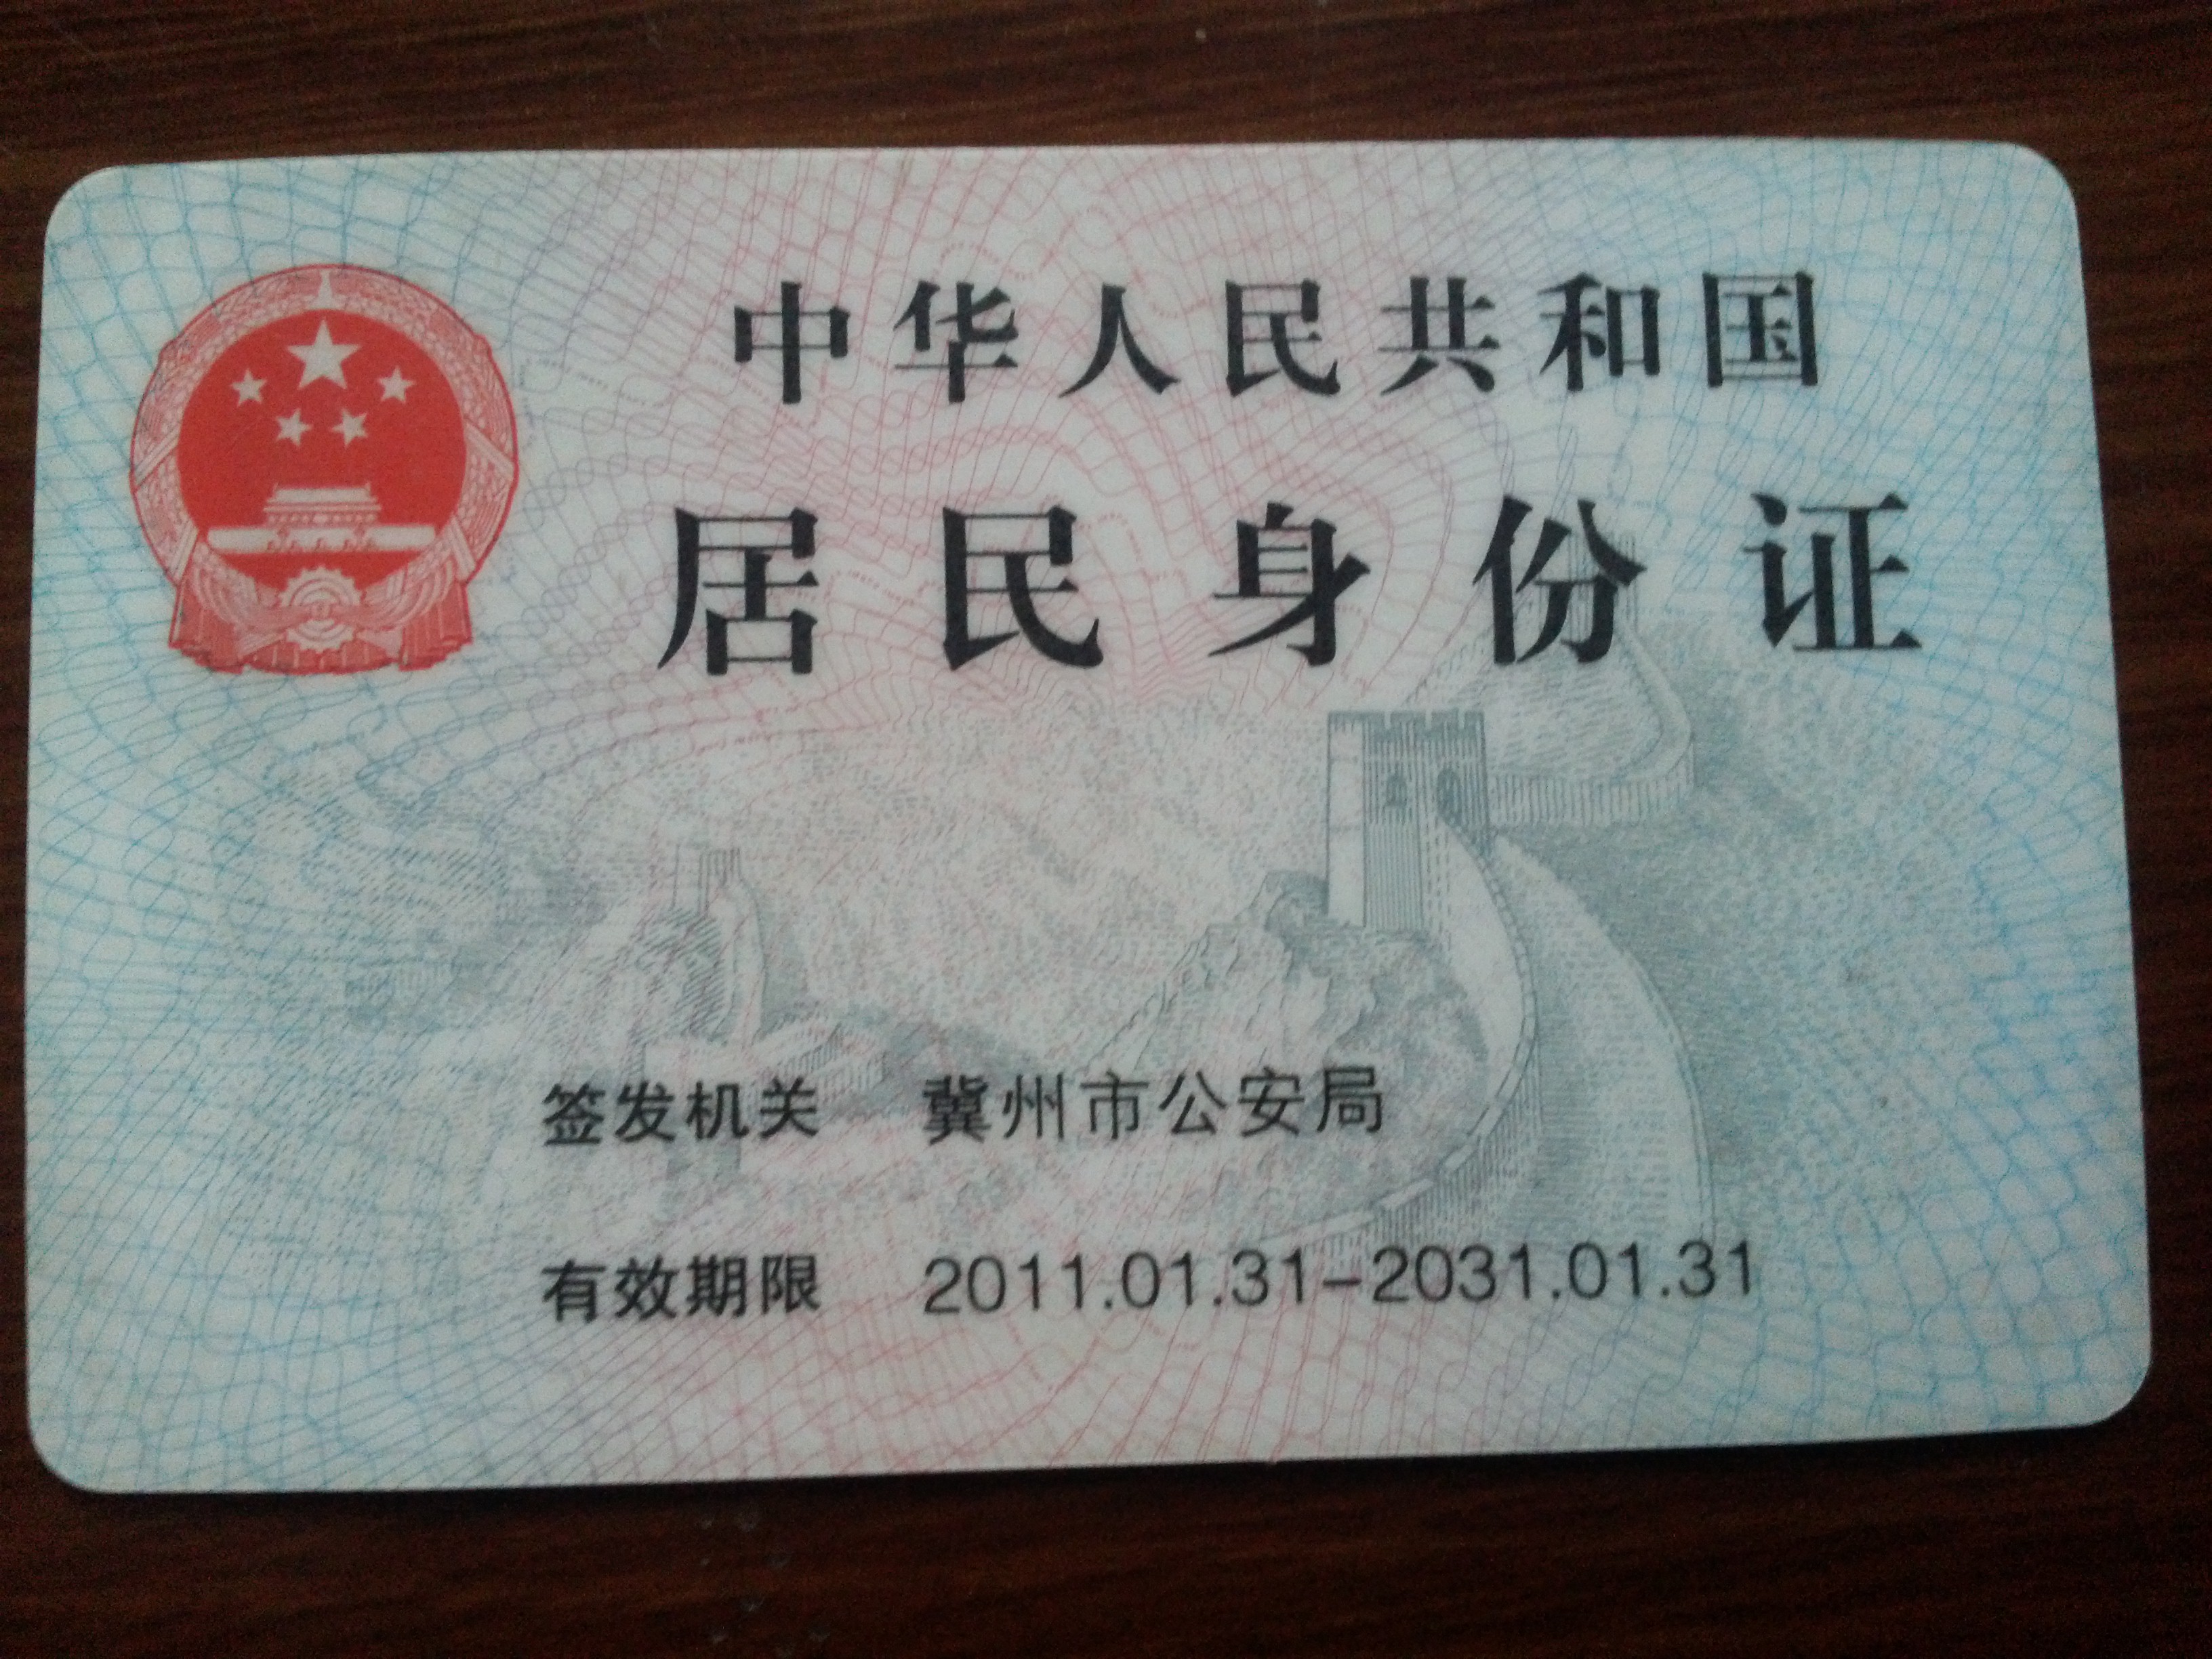 中华人民共和国
居民身份证
签发机关 冀州市公安局
有效期限 2011.01.31-2031.01.31